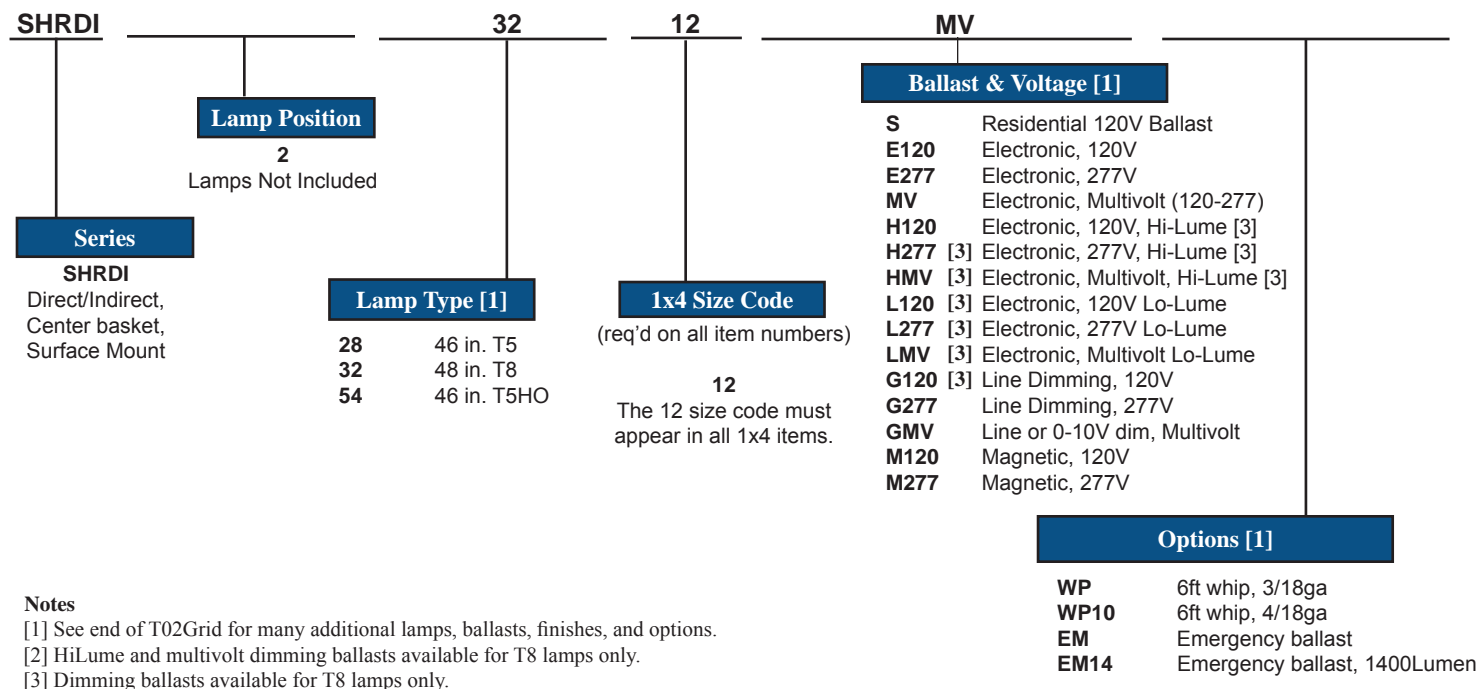 SHRDI 32 12 MV
Lamp Position
2
Lamps Not Included
Series
SHRDI
Direct/Indirect,
Center basket,
Surface Mount
Lamp Type [1]
28 46 in. T5
32 48 in. T8
54 46 in. T5HO
1x4 Size Code
(req’d on all item numbers)
12
The 12 size code must
appear in all 1x4 items.
Ballast & Voltage [1]
S Residential 120V Ballast
E120 Electronic, 120V
E277 Electronic, 277V
MV Electronic, Multivolt (120-277)
H120 Electronic, 120V, Hi-Lume [3]
H277 [3] Electronic, 277V, Hi-Lume [3]
HMV [3] Electronic, Multivolt, Hi-Lume [3]
L120 [3] Electronic, 120V Lo-Lume
L277 [3] Electronic, 277V Lo-Lume
LMV [3] Electronic, Multivolt Lo-Lume
G120 [3] Line Dimming, 120V
G277 Line Dimming, 277V
GMV Line or 0-10V dim, Multivolt
M120 Magnetic, 120V
M277 Magnetic, 277V
Options [1]
WP 6ft whip, 3/18ga
WP10 6ft whip, 4/18ga
EM Emergency ballast
EM14 Emergency ballast, 1400Lumen
Notes
[1] See end of T02Grid for many additional lamps, ballasts, finishes, and options.
[2] HiLume and multivolt dimming ballasts available for T8 lamps only.
[3] Dimming ballasts available for T8 lamps only.